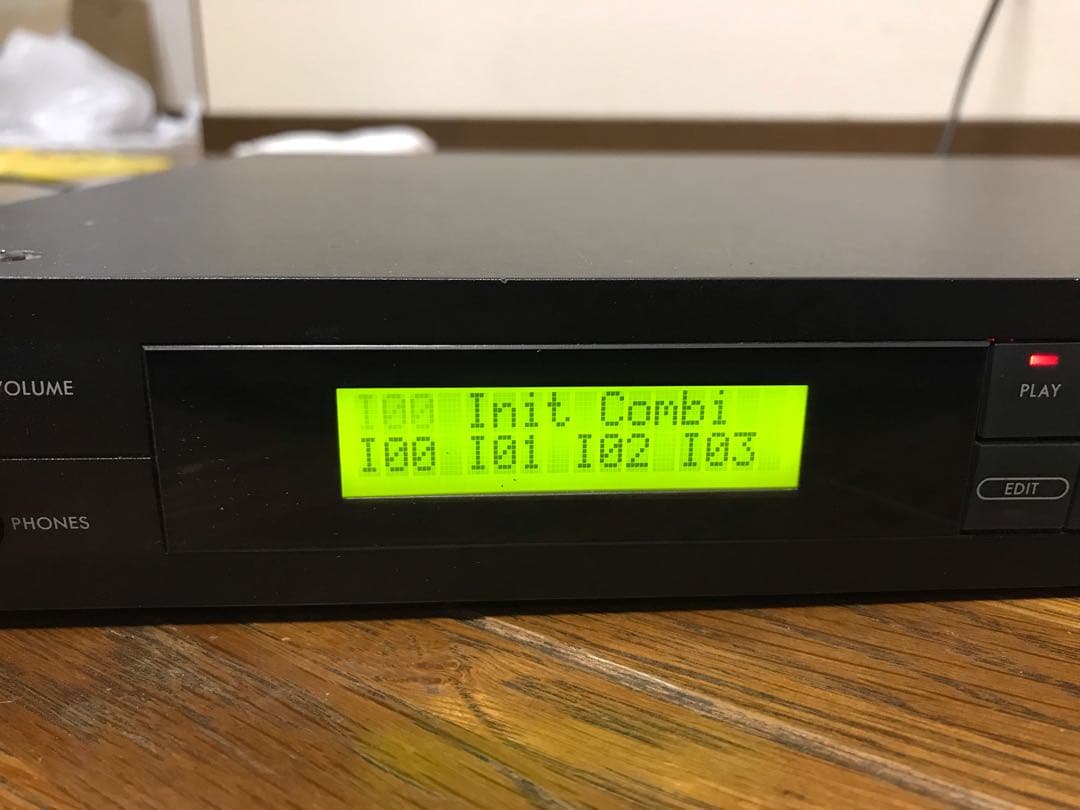 VOLUME
PHONES
I00 Init Combi
I00 I01 I02 I03
PLAY
EDIT